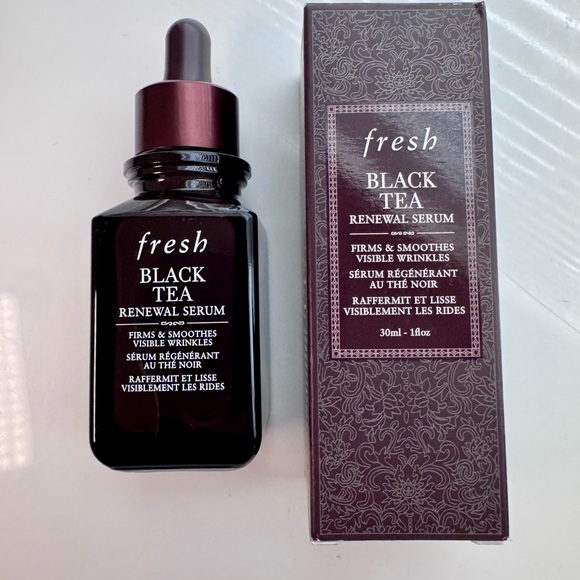 fresh
BLACK
TEA
RENEWAL SERUM
FIRMS & SMOOTHES
VISIBLE WRINKLES
SÉRUM RÉGÉNÉRANT
AU THÉ NOIR
RAFFERMIT ET LISSE
VISIBLEMENT LES RIDES
fresh
BLACK
TEA
RENEWAL SERUM
FIRMS & SMOOTHES
VISIBLE WRINKLES
SÉRUM RÉGÉNÉRANT
AU THÉ NOIR
RAFFERMIT ET LISSE
VISIBLEMENT LES RIDES
30ml - 1floz